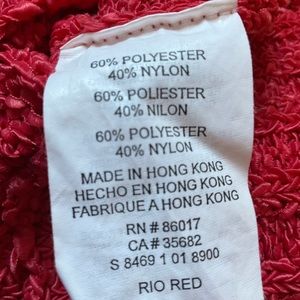 60% POLYESTER
40% NYLON
60% POLIESTER
40% NILON
60% POLYESTER
40% NYLON
MADE IN HONG KONG
HECHO EN HONG KONG
FABRIQUE A HONG KONG
RN # 86017
CA # 35682
S 8469 1 01 8900
RIO RED